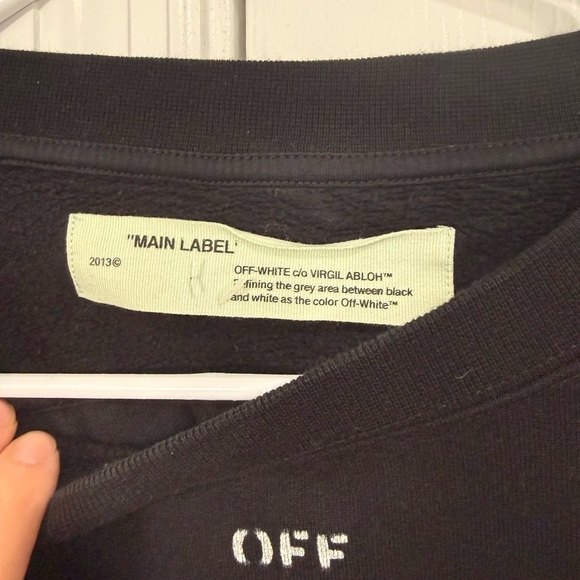 "MAIN LABEL"
2013©
OFF-WHITE c/o VIRGIL ABLOH™
Defining the grey area between black
and white as the color Off-White™
OFF